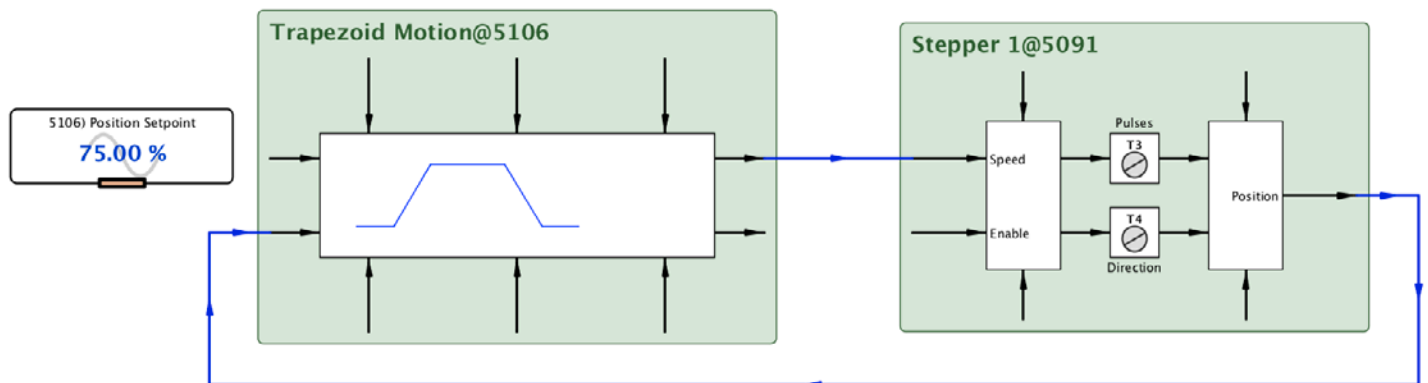 Trapezoid Motion@5106
Stepper 1@5091
5106) Position Setpoint
75.00 %
Pulses
T3
Speed
Position
T4
Enable
Direction